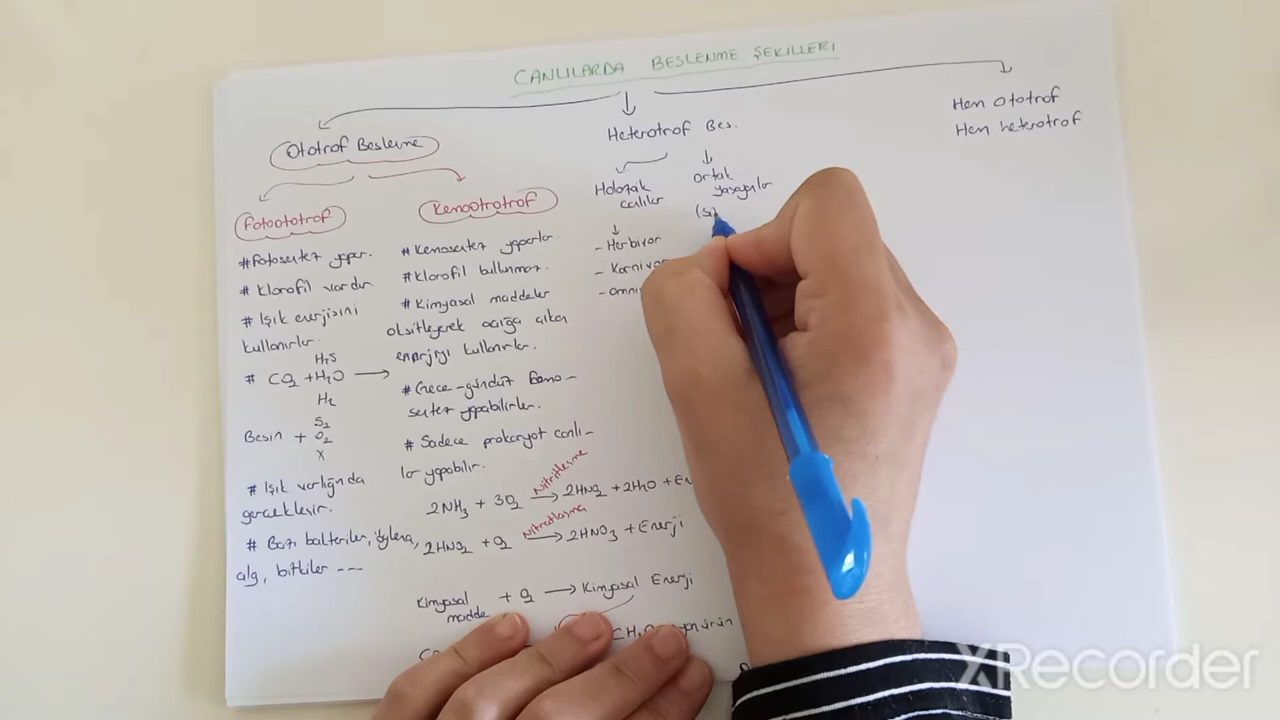 CANLILARDA BESLENME ŞEKİLLERİ
Ototrof Beslenme
Fotoototrof
#Fotosentez yapar.
# Klorofil vardır
# Işık enerjisini
kullanırlar.
H₂S
# CO₂ + H₂O →
H₂
S₂
Besin + O₂
X
# Işık varlığında
gerçekleşir.
# Bazı bakteriler, öglena,
alg, bitkiler ---
Kemoototrof
# Kemosentez yaparlar.
#Klorofil bulunmaz.
# Kimyasal maddeler
oksitleyerek açığa çıkan
enerjiyi kullanırlar.
# Gece-gündüz kemo-
sentez yapabilirler.
# Sadece prokaryot canlı-
lar yapabilir.
Nitritleşme
2NH₃ + 3O₂ → 2HNO₂ + 2H₂O +
Nitratlaşma
2HNO₂ + O₂ → 2HNO₃ + Enerji
Kimyasal madde + O₂ → Kimyasal Enerji
Heterotrof Bes.
Holozoik
canlılar
- Herbivor
Ortak
yaşayanlar
Hem ototrof
Hem heterotrof
XRecorder